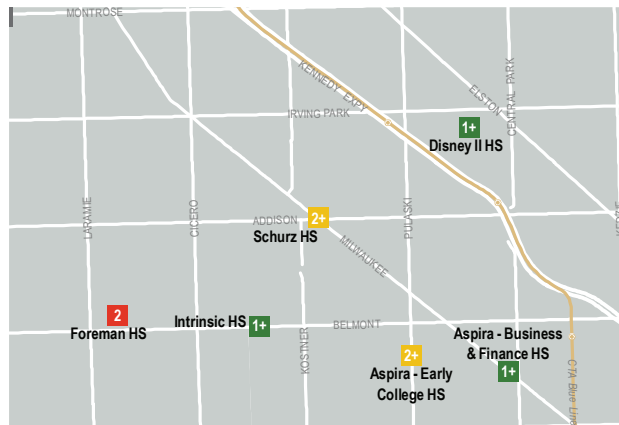 MONTROSE
KENNEDY EXPY
ELSTON
CENTRAL PARK
IRVING PARK
1+
Disney II HS
LARAMIE
CICERO
ADDISON
2+
Schurz HS
PULASKI
MILWAUKEE
2
Foreman HS
Intrinsic HS
1+
BELMONT
KOSTNER
2+
Aspira - Early
College HS
Aspira - Business
& Finance HS
1+
CTA Blue Line